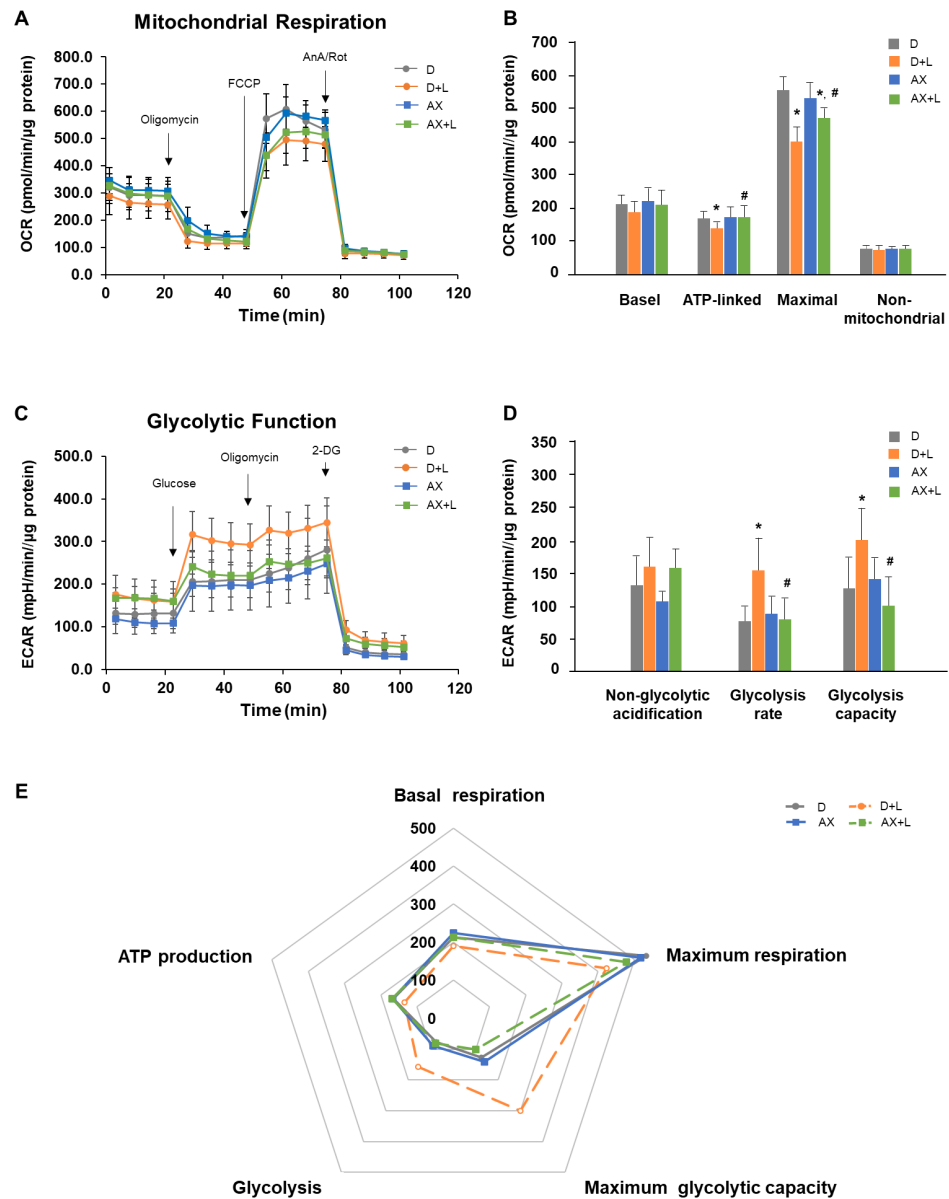 A
Mitochondrial Respiration
OCR (pmol/min/µg protein)
800.0
700.0
600.0
500.0
400.0
300.0
200.0
100.0
0.0
0 20 40 60 80 100 120
Time (min)
Oligomycin
FCCP
AnA/Rot
D
D+L
AX
AX+L
B
OCR (pmol/min//µg protein)
700
600
500
400
300
200
100
0
D
D+L
AX
AX+L
*
#
*
*, #
Basel
ATP-linked
Maximal
Non-
mitochondrial
C
Glycolytic Function
ECAR (mpH/min//µg protein)
500.0
400.0
300.0
200.0
100.0
0.0
0 20 40 60 80 100 120
Time (min)
Glucose
Oligomycin
2-DG
D
D+L
AX
AX+L
D
ECAR (mpH/min//µg protein)
350
300
250
200
150
100
50
0
D
D+L
AX
AX+L
*
#
*
#
Non-glycolytic
acidification
Glycolysis
rate
Glycolysis
capacity
E
Basal respiration
500
400
300
200
100
0
D D+L
AX AX+L
ATP production
Maximum respiration
Glycolysis
Maximum glycolytic capacity